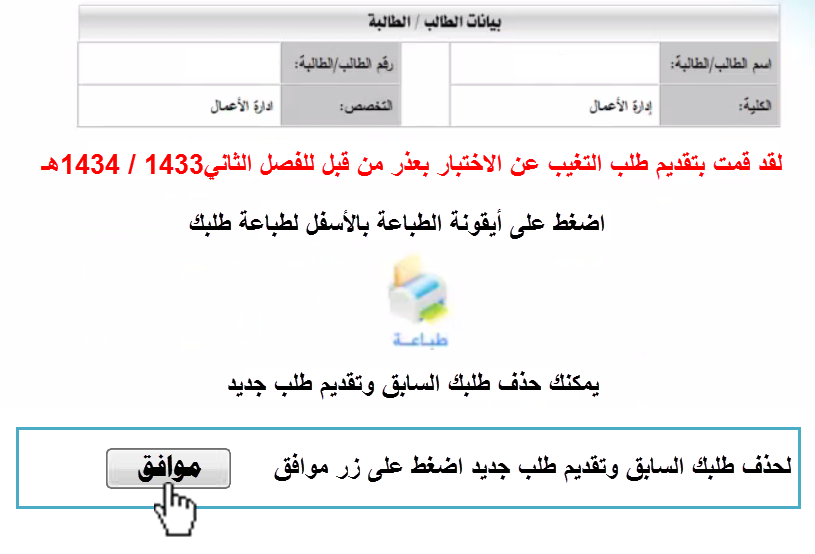 بيانات الطالب / الطالبة
اسم الطالب/الطالبة: رقم الطالب/الطالبة:
الكلية: إدارة الأعمال التخصص: ادارة الأعمال
لقد قمت بتقديم طلب التغيب عن الاختبار بعذر من قبل للفصل الثاني1433 / 1434هـ
اضغط على أيقونة الطباعة بالأسفل لطباعة طلبك
طباعة
يمكنك حذف طلبك السابق وتقديم طلب جديد
لحذف طلبك السابق وتقديم طلب جديد اضغط على زر موافق موافق